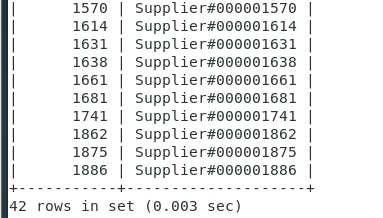 |      1570 | Supplier#000001570 |
|      1614 | Supplier#000001614 |
|      1631 | Supplier#000001631 |
|      1638 | Supplier#000001638 |
|      1661 | Supplier#000001661 |
|      1681 | Supplier#000001681 |
|      1741 | Supplier#000001741 |
|      1862 | Supplier#000001862 |
|      1875 | Supplier#000001875 |
|      1886 | Supplier#000001886 |
+-----------+--------------------+
42 rows in set (0.003 sec)